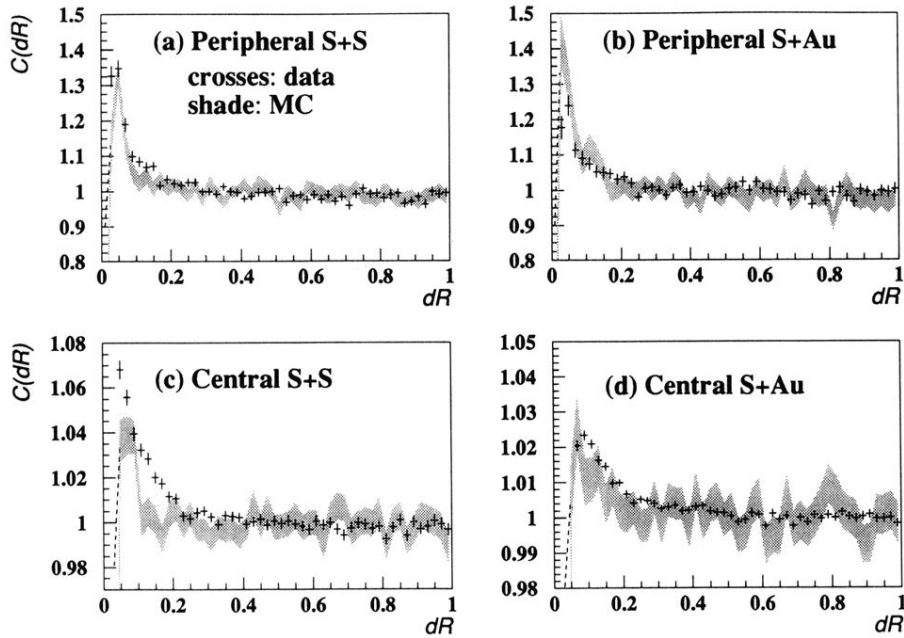 C(dR)
1.5
1.4
1.3
1.2
1.1
1
0.9
0.8
(a) Peripheral S+S
crosses: data
shade: MC
0 0.2 0.4 0.6 0.8 1
dR
1.5
1.4
1.3
1.2
1.1
1
0.9
0.8
(b) Peripheral S+Au
0 0.2 0.4 0.6 0.8 1
dR
C(dR)
1.08
1.06
1.04
1.02
1
0.98
(c) Central S+S
0 0.2 0.4 0.6 0.8 1
dR
1.05
1.04
1.03
1.02
1.01
1.00
0.99
0.98
(d) Central S+Au
0 0.2 0.4 0.6 0.8 1
dR